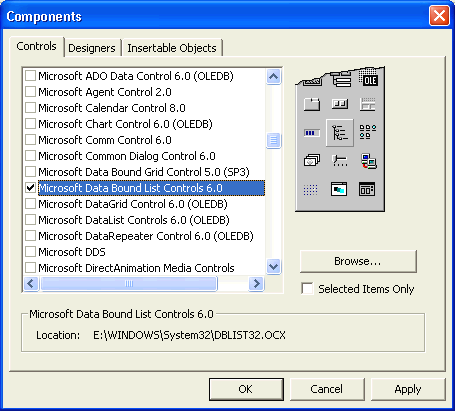 Components
Controls Designers Insertable Objects
Microsoft ADO Data Control 6.0 (OLEDB)
Microsoft Agent Control 2.0
Microsoft Calendar Control 8.0
Microsoft Chart Control 6.0 (OLEDB)
Microsoft Comm Control 6.0
Microsoft Common Dialog Control 6.0
Microsoft Data Bound Grid Control 5.0 (SP3)
Microsoft Data Bound List Controls 6.0
Microsoft DataGrid Control 6.0 (OLEDB)
Microsoft DataList Controls 6.0 (OLEDB)
Microsoft DataRepeater Control 6.0 (OLEDB)
Microsoft DDS
Microsoft DirectAnimation Media Controls
OLE
Browse...
Selected Items Only
Microsoft Data Bound List Controls 6.0
Location: E:\WINDOWS\System32\DBLIST32.OCX
OK Cancel Apply